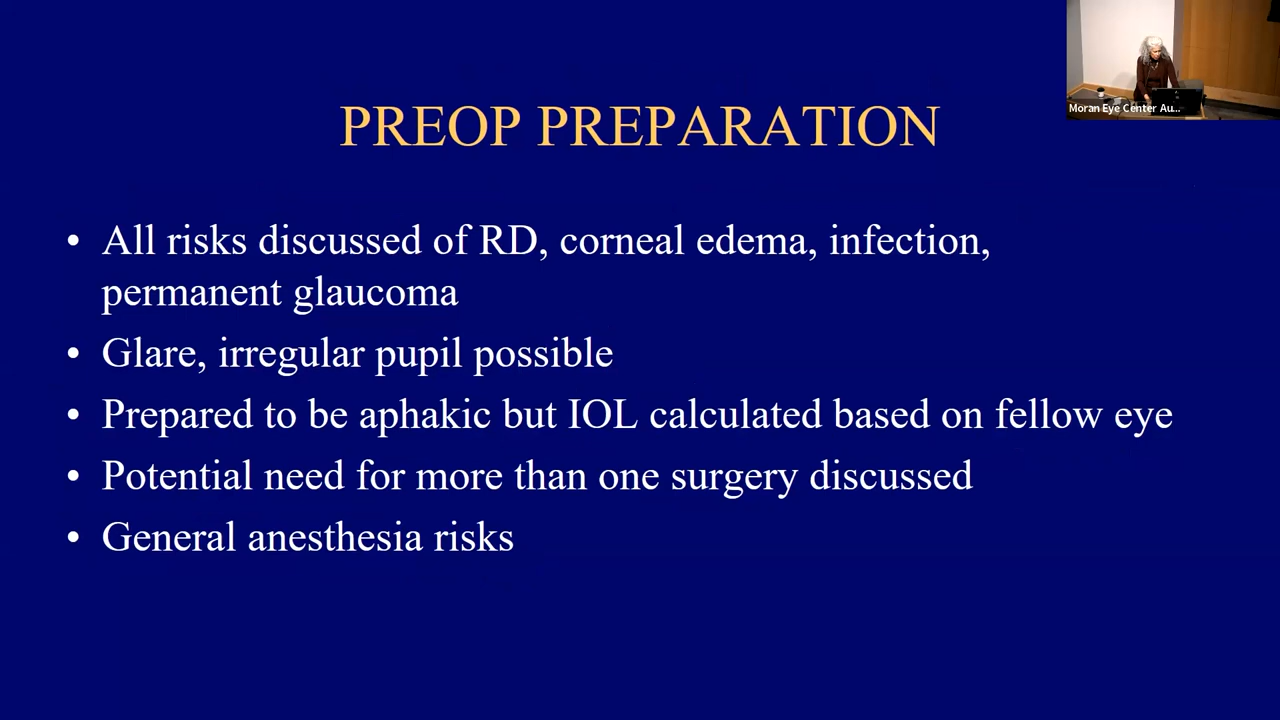 Moran Eye Center Au...
PREOP PREPARATION
• All risks discussed of RD, corneal edema, infection,
permanent glaucoma
• Glare, irregular pupil possible
• Prepared to be aphakic but IOL calculated based on fellow eye
• Potential need for more than one surgery discussed
• General anesthesia risks